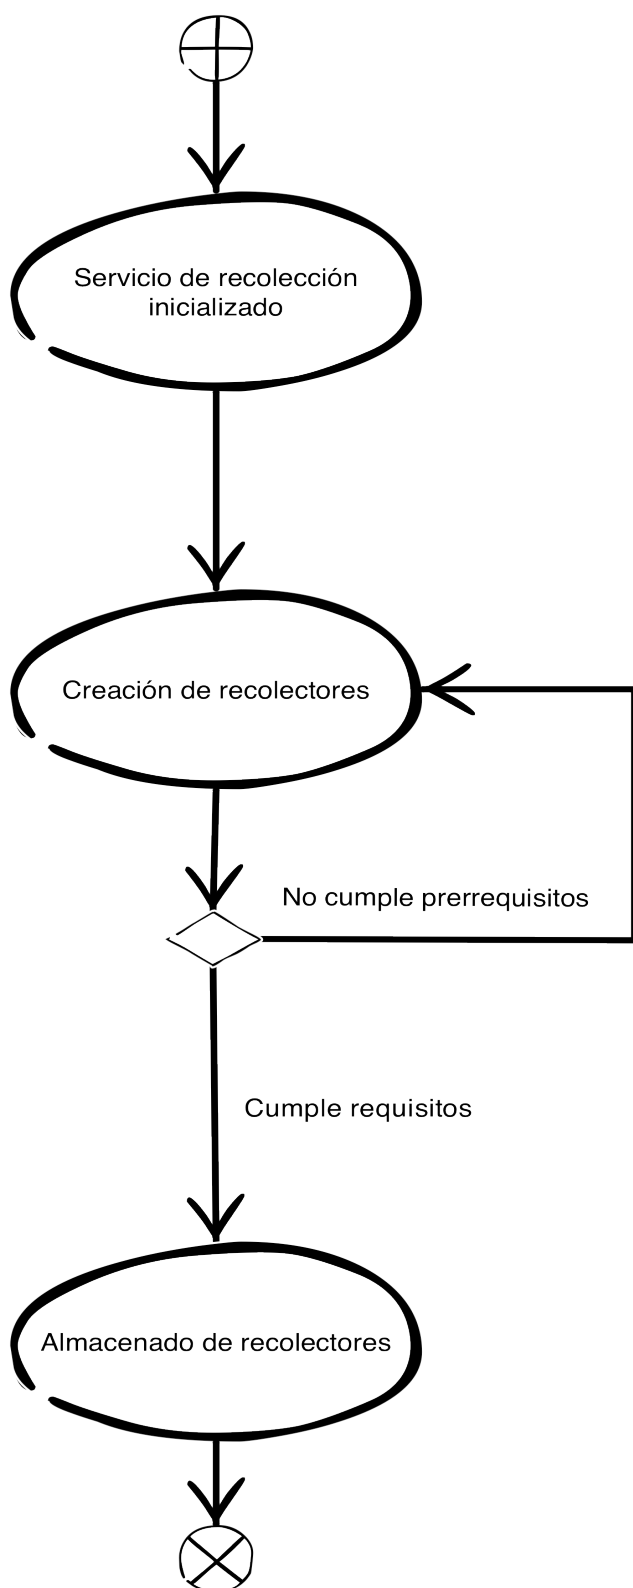 Servicio de recolección
inicializado
Creación de recolectores
No cumple prerrequisitos
Cumple requisitos
Almacenado de recolectores